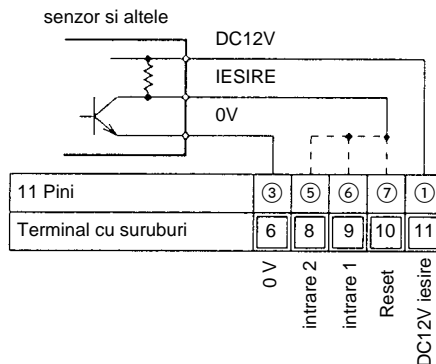 senzor si altele
DC12V
IESIRE
0V
11 Pini ③ ⑤ ⑥ ⑦ ①
Terminal cu suruburi 6 8 9 10 11
0 V
intrare 2
intrare 1
Reset
DC12V iesire